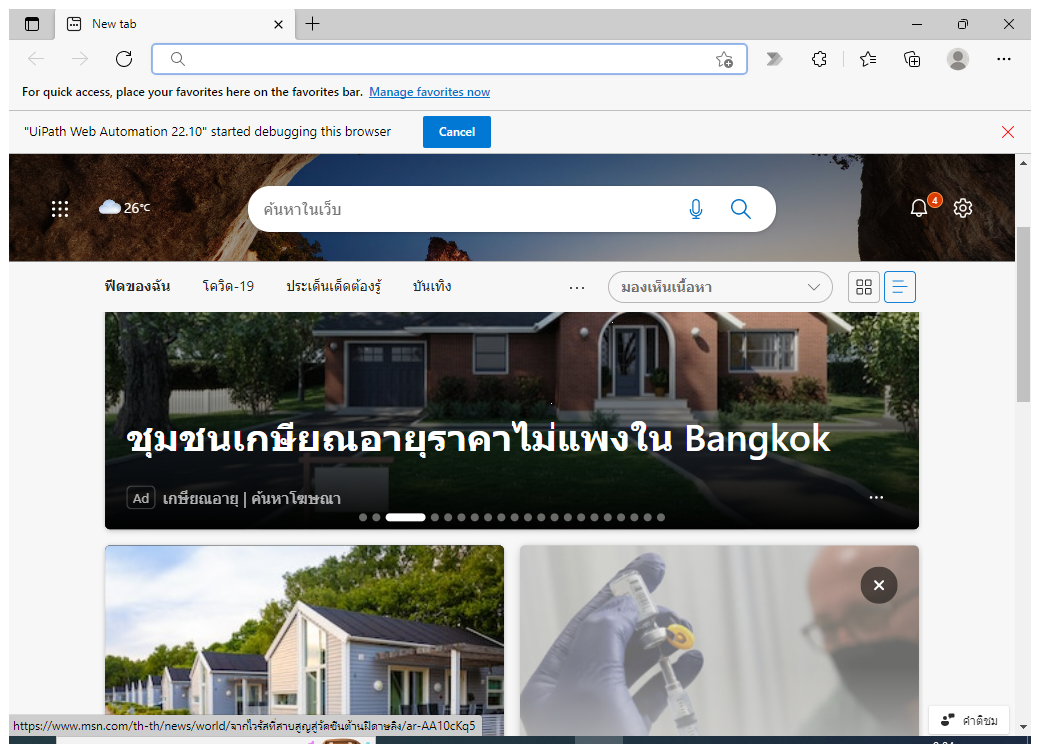 New tab
For quick access, place your favorites here on the favorites bar. Manage favorites now
"UiPath Web Automation 22.10" started debugging this browser Cancel
26°C
ค้นหาในเว็บ
4
ฟีดของฉัน โควิด-19 ประเด็นเด็ดต้องรู้ บันเทิง ... มองเห็นเนื้อหา
ชุมชนเกษียณอายุราคาไม่แพงใน Bangkok
Ad เกษียณอายุ | ค้นหาโฆษณา
https://www.msn.com/th-th/news/world/จากไวรัสที่สาบสูญสู่วัคซีนต้านฝีดาษลิง/ar-AA10cKq5
คำติชม